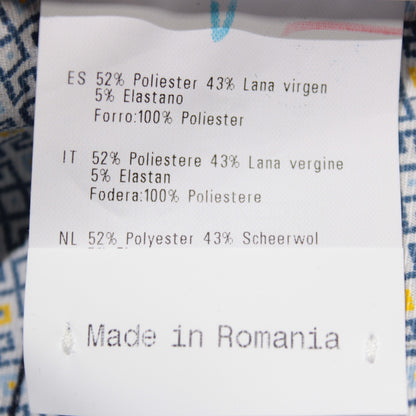 ES 52% Poliester 43% Lana virgen
5% Elastano
Forro:100% Poliester
IT 52% Poliestere 43% Lana vergine
5% Elastan
Fodera:100% Poliestere
NL 52% Polyester 43% Scheerwol
Made in Romania